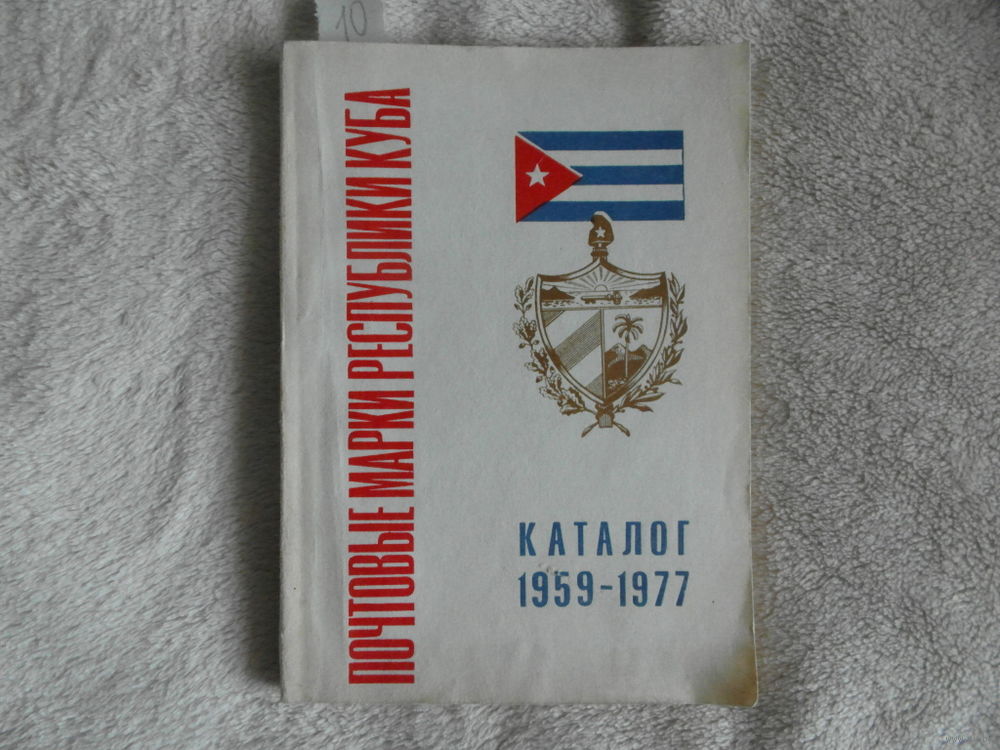 10
ПОЧТОВЫЕ МАРКИ РЕСПУБЛИКИ КУБА
КАТАЛОГ
1959-1977